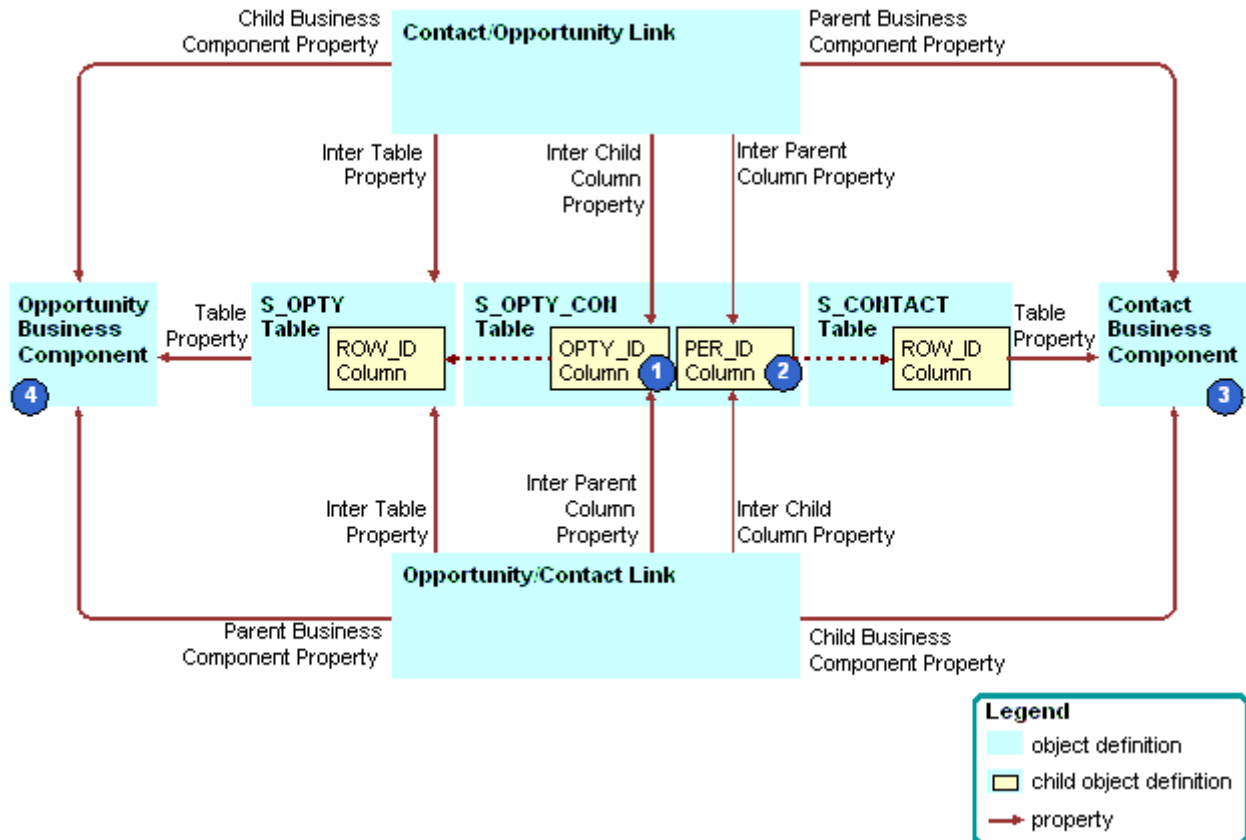 Child Business
Component Property
Contact/Opportunity Link
Parent Business
Component Property
Inter Table
Property
Inter Child
Column
Property
Inter Parent
Column Property
Opportunity
Business
Component
4
Table
Property
S_OPTY
Table
ROW_ID
Column
S_OPTY_CON
Table
OPTY_ID
Column
1
PER_ID
Column
2
S_CONTACT
Table
ROW_ID
Column
Table
Property
Contact
Business
Component
3
Inter Table
Property
Inter Parent
Column
Property
Inter Child
Column Property
Opportunity/Contact Link
Parent Business
Component Property
Child Business
Component Property
Legend
object definition
child object definition
property